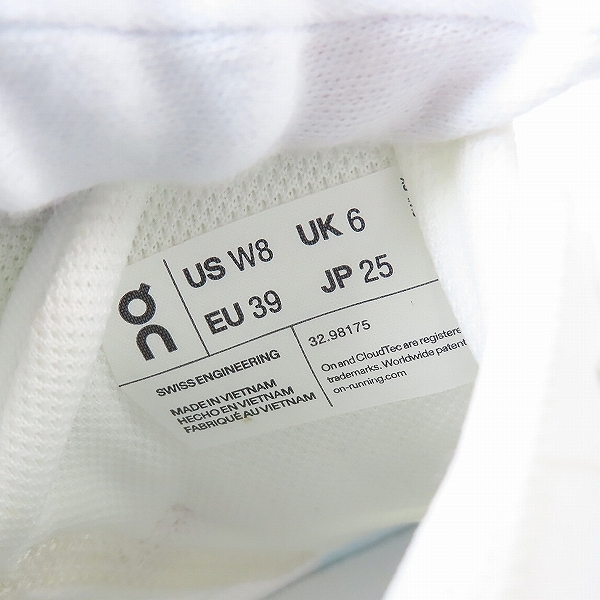 on
US W8 UK 6
EU 39 JP 25
SWISS ENGINEERING
MADE IN VIETNAM
HECHO EN VIETNAM
FABRIQUÉ AU VIETNAM
32.98175
On and CloudTec are registere
trademarks. Worldwide patent
on-running.com